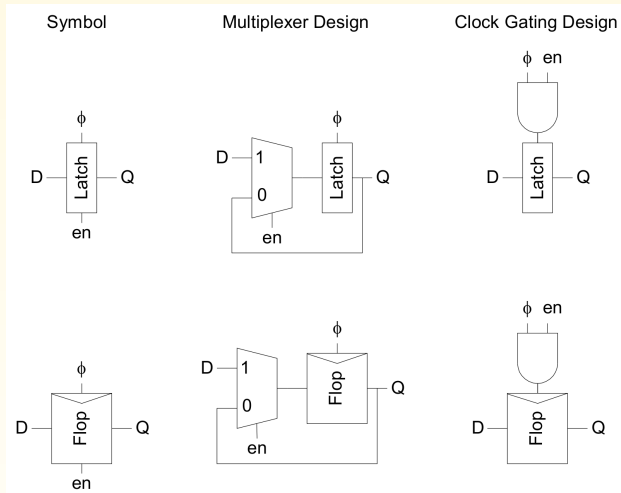 Symbol Multiplexer Design Clock Gating Design
ϕ en
ϕ ϕ
D Latch Q D 1 Latch Q D Latch Q
0
en en
ϕ en
ϕ ϕ
D 1 Q
D Flop Q 0 Flop D Flop Q
en
en